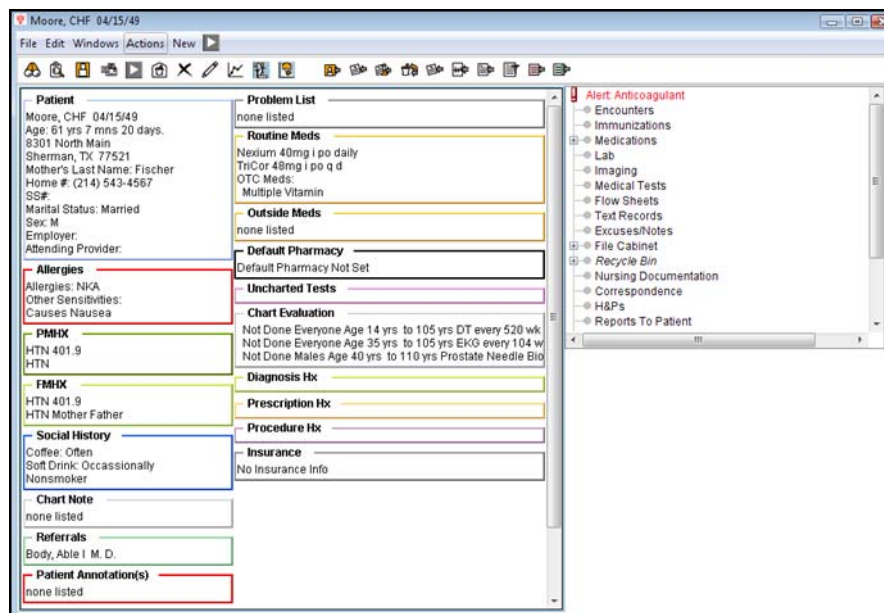 Moore, CHF 04/15/49
File Edit Windows Actions New
Patient
Moore, CHF 04/15/49
Age: 61 yrs 7 mns 20 days.
8301 North Main
Sherman, TX 77521
Mother's Last Name: Fischer
Home #: (214) 543-4567
SS#:
Marital Status: Married
Sex: M
Employer:
Attending Provider:
Allergies
Allergies: NKA
Other Sensitivities:
Causes Nausea
PMHX
HTN 401.9
HTN
FMHX
HTN 401.9
HTN Mother Father
Social History
Coffee: Often
Soft Drink: Occassionally
Nonsmoker
Chart Note
none listed
Referrals
Body, Able I M. D.
Patient Annotation(s)
none listed
Problem List
none listed
Routine Meds
Nexium 40mg i po daily
TriCor 48mg i po q d
OTC Meds:
Multiple Vitamin
Outside Meds
none listed
Default Pharmacy
Default Pharmacy Not Set
Uncharted Tests
Chart Evaluation
Not Done Everyone Age 14 yrs to 105 yrs DT every 520 wk
Not Done Everyone Age 35 yrs to 105 yrs EKG every 104 w
Not Done Males Age 40 yrs to 110 yrs Prostate Needle Bio
Diagnosis Hx
Prescription Hx
Procedure Hx
Insurance
No Insurance Info
Alert: Anticoagulant
Encounters
Immunizations
Medications
Lab
Imaging
Medical Tests
Flow Sheets
Text Records
Excuses/Notes
File Cabinet
Recycle Bin
Nursing Documentation
Correspondence
H&Ps
Reports To Patient